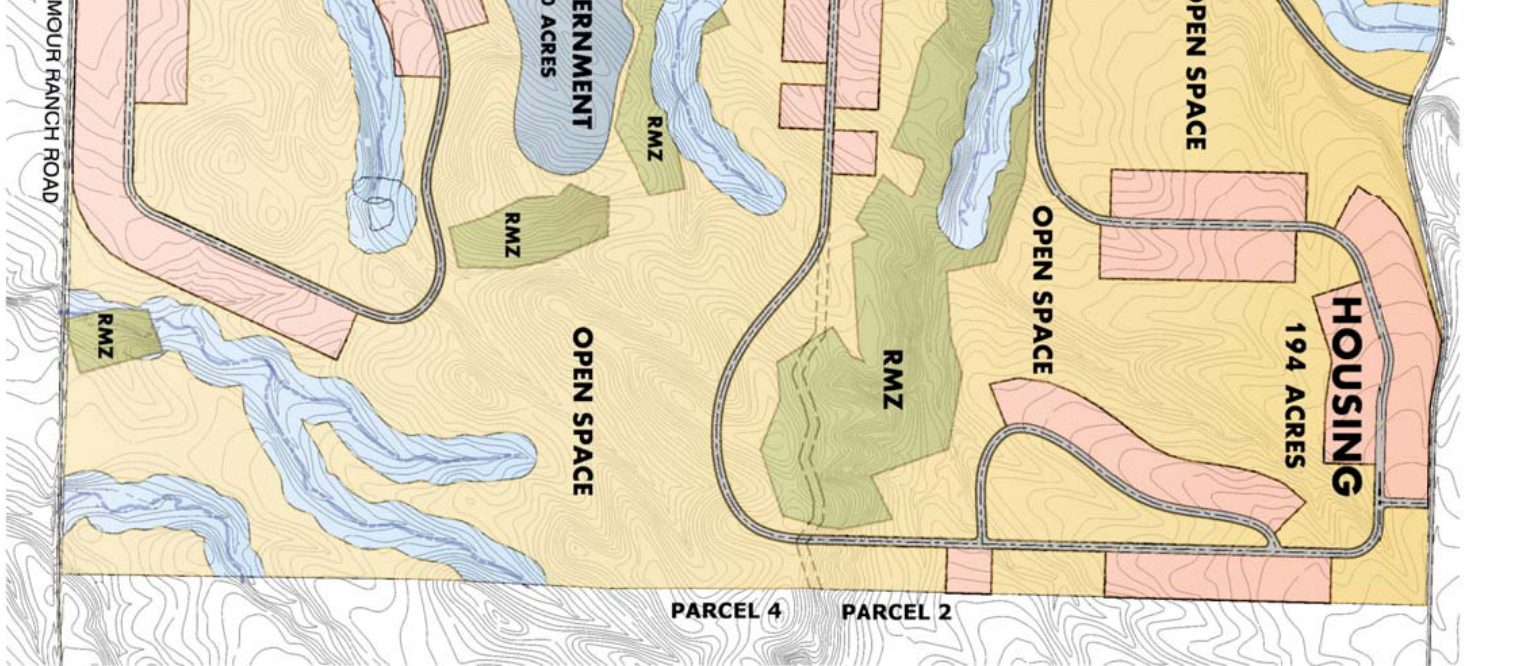 MOUR RANCH ROAD
ERNMENT
0 ACRES
RMZ
RMZ
RMZ
OPEN SPACE
RMZ
OPEN SPACE
OPEN SPACE
HOUSING
194 ACRES
PARCEL 4
PARCEL 2